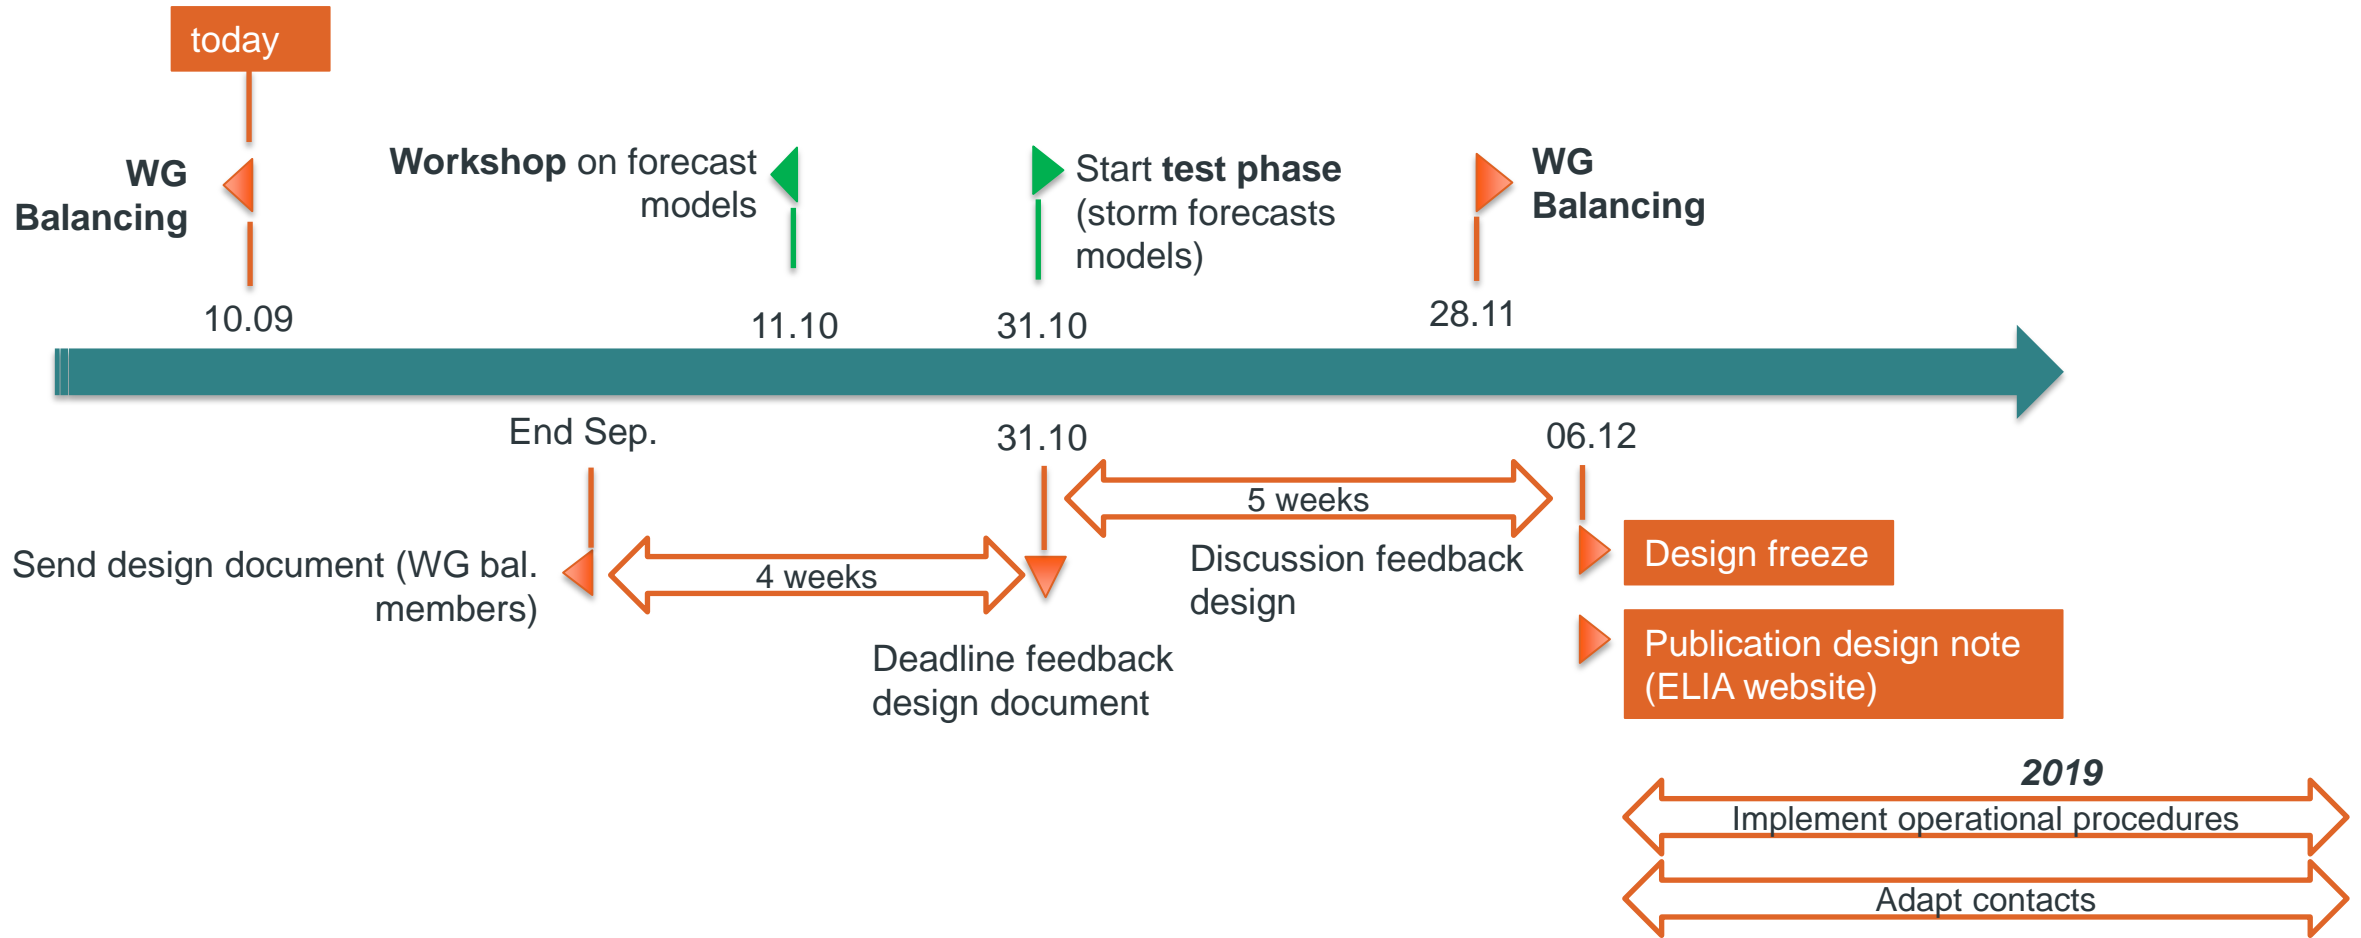 today
WG
Balancing
Workshop on forecast
models
Start test phase
(storm forecasts
models)
WG
Balancing
10.09
11.10
31.10
28.11
End Sep.
31.10
06.12
5 weeks
Send design document (WG bal.
members)
4 weeks
Discussion feedback
design
Design freeze
Deadline feedback
design document
Publication design note
(ELIA website)
2019
Implement operational procedures
Adapt contacts